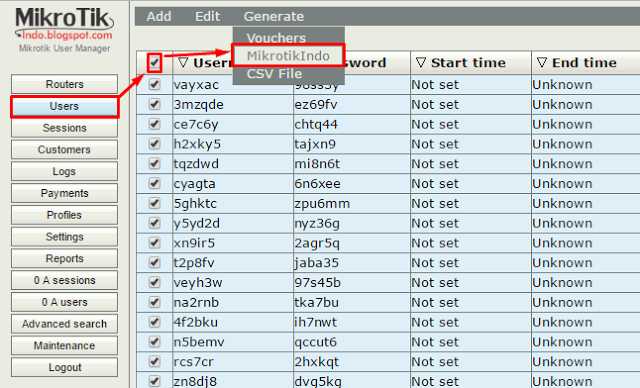 MikroTik
Indo.blogspot.com
Mikrotik User Manager
Routers
Users
Sessions
Customers
Logs
Payments
Profiles
Settings
Reports
0 A sessions
0 A users
Advanced search
Maintenance
Logout
Add Edit Generate
Vouchers
MikrotikIndo
CSV File
▽ Usern sword ▽ Start time ▽ End time
vayxac Not set Unknown
3mzqde ez69fv Not set Unknown
ce7c6y chtq44 Not set Unknown
h2xky5 tajxn9 Not set Unknown
tqzdwd mi8n6t Not set Unknown
cyagta 6n6xee Not set Unknown
5ghktc zpu6mm Not set Unknown
y5yd2d nyz36g Not set Unknown
xn9ir5 2agr5q Not set Unknown
t2p8fv jaba35 Not set Unknown
veyh3w 97s45b Not set Unknown
na2rnb tka7bu Not set Unknown
4f2bku ih7nwt Not set Unknown
n5bemv qccut6 Not set Unknown
rcs7cr 2hxkqt Not set Unknown
zn8dj8 dvq5kg Not set Unknown